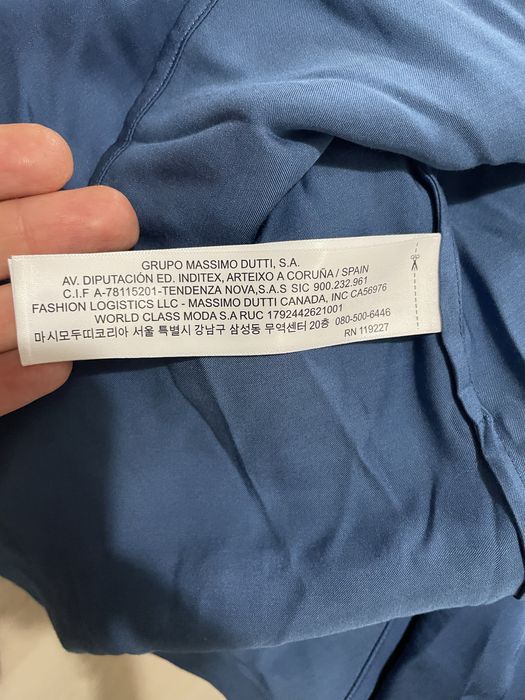 GRUPO MASSIMO DUTTI, S.A.
AV. DIPUTACIÓN ED. INDITEX, ARTEIXO A CORUÑA / SPAIN
C.I.F A-78115201-TENDENZA NOVA,S.A.S SIC 900.232.961
FASHION LOGISTICS LLC - MASSIMO DUTTI CANADA, INC CA56976
WORLD CLASS MODA S.A RUC 1792442621001
마시모두띠코리아 서울 특별시 강남구 삼성동 무역센터 20층 080-500-6446
RN 119227